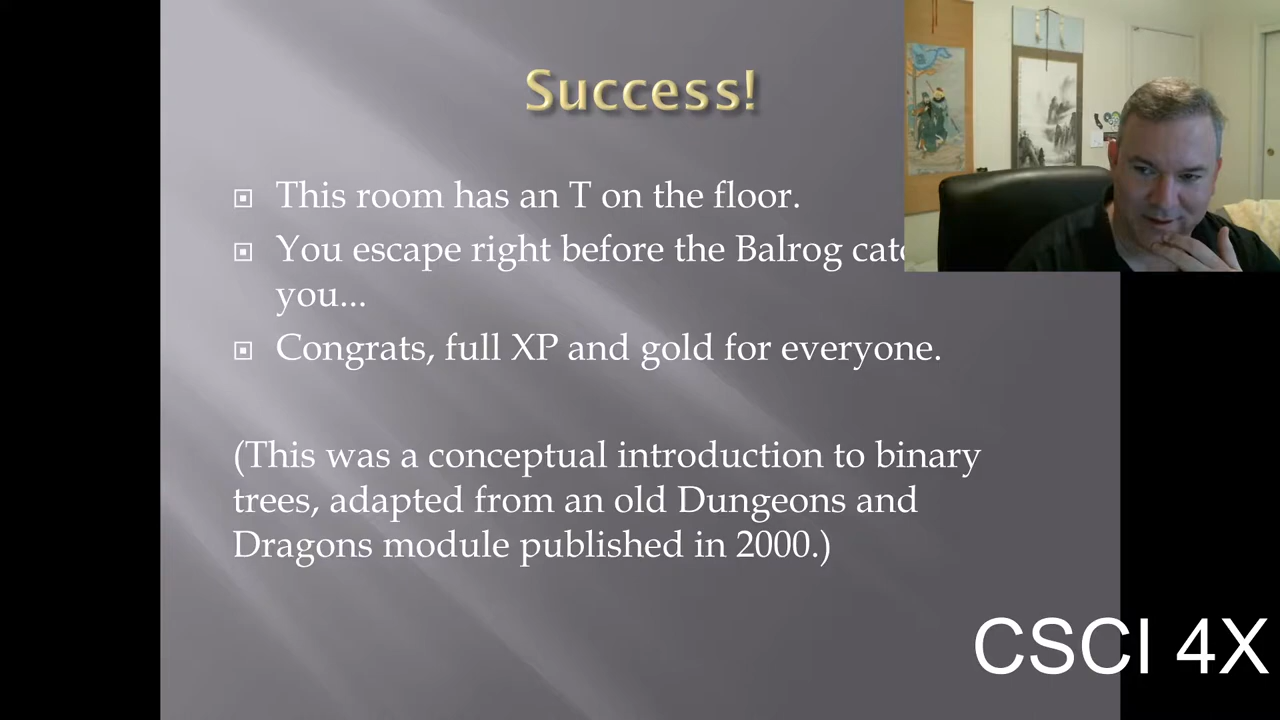 Success!
This room has an T on the floor.
You escape right before the Balrog
you...
Congrats, full XP and gold for everyone.
(This was a conceptual introduction to binary
trees, adapted from an old Dungeons and
Dragons module published in 2000.)
CSCI 4X